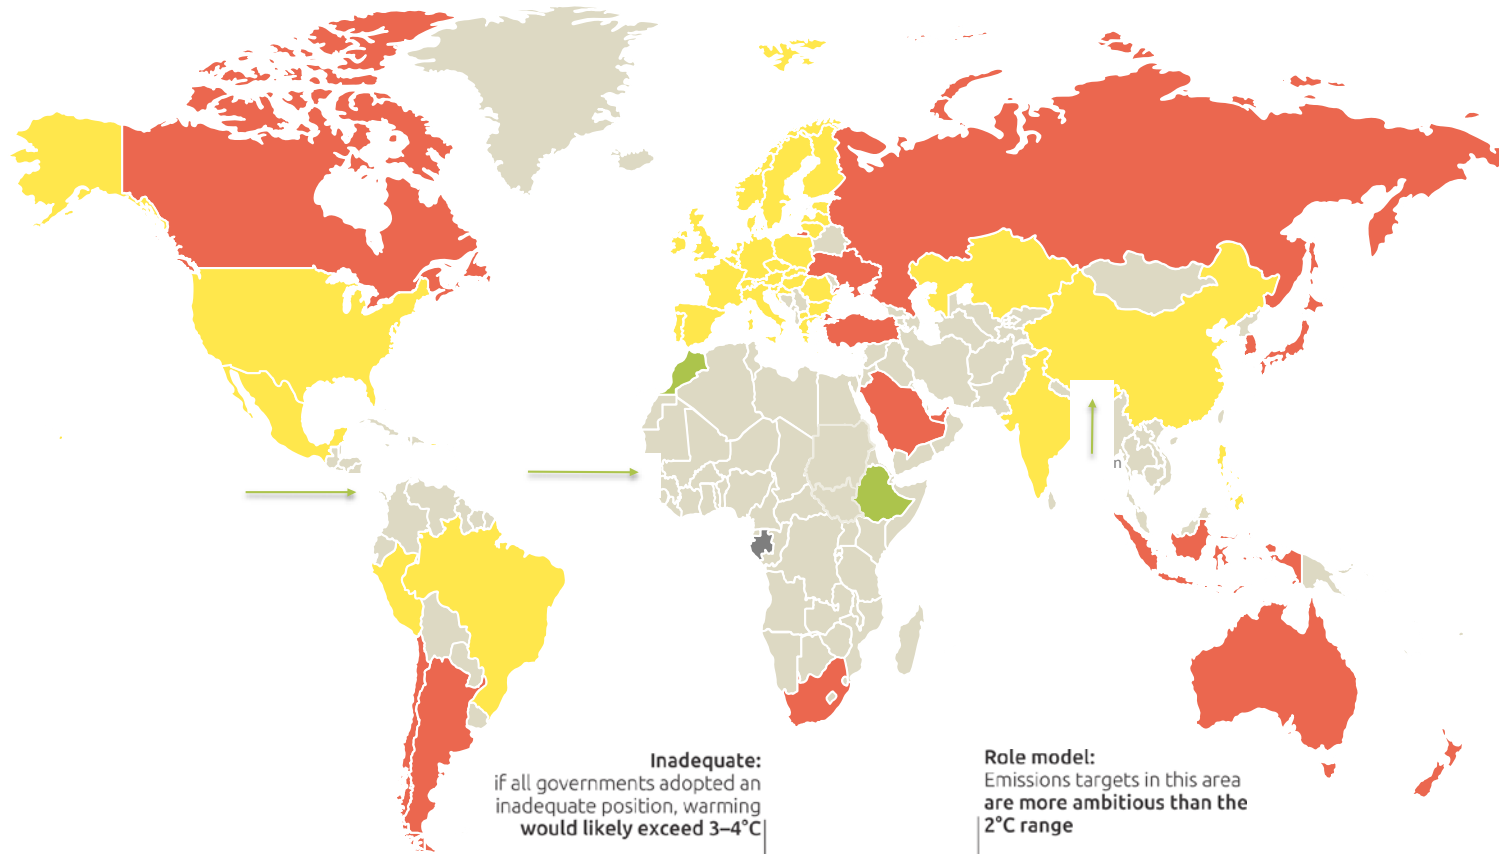 n
Inadequate:
if all governments adopted an
inadequate position, warming
would likely exceed 3–4°C
Role model:
Emissions targets in this area
are more ambitious than the
2°C range